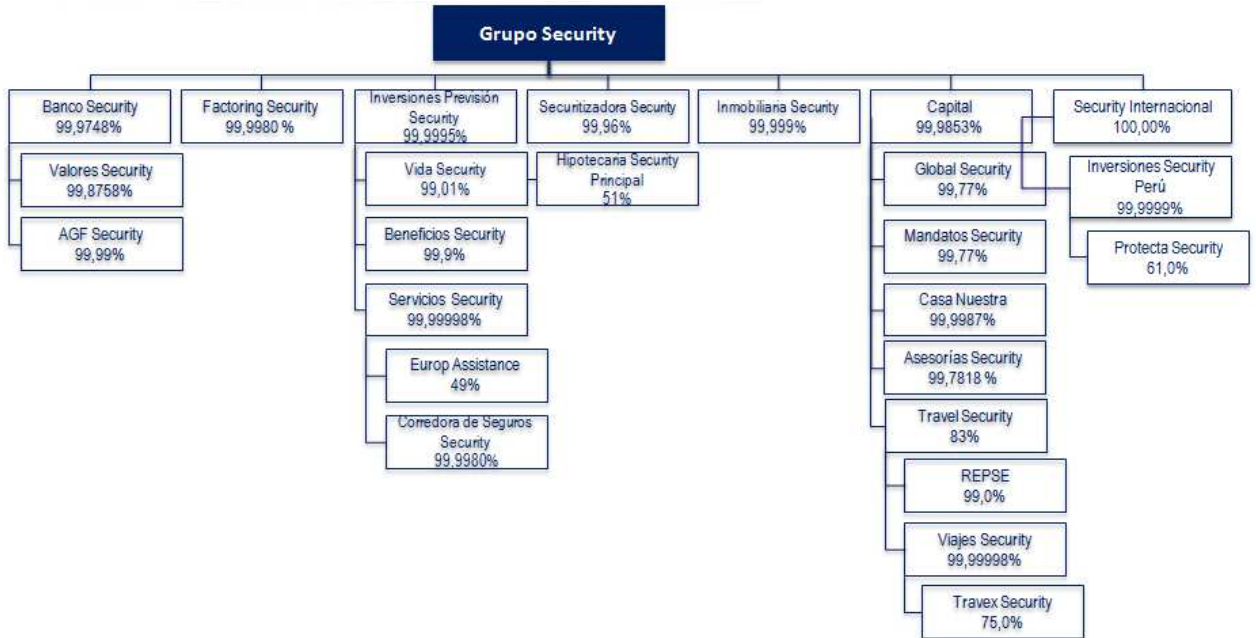 Grupo Security
Banco Security
99,9748%
Valores Security
99,8758%
AGF Security
99,99%
Factoring Security
99,9980 %
Inversiones Previsión
Security
99,9995%
Vida Security
99,01%
Hipotecaria Security
Principal
51%
Beneficios Security
99,9%
Servicios Security
99,99998%
Europ Assistance
49%
Corredora de Seguros
Security
99,9980%
Securitizadora Security
99,96%
Inmobiliaria Security
99,999%
Capital
99,9853%
Global Security
99,77%
Mandatos Security
99,77%
Casa Nuestra
99,9987%
Asesorías Security
99,7818 %
Travel Security
83%
REPSE
99,0%
Viajes Security
99,99998%
Travex Security
75,0%
Security Internacional
100,00%
Inversiones Security
Perú
99,9999%
Protecta Security
61,0%